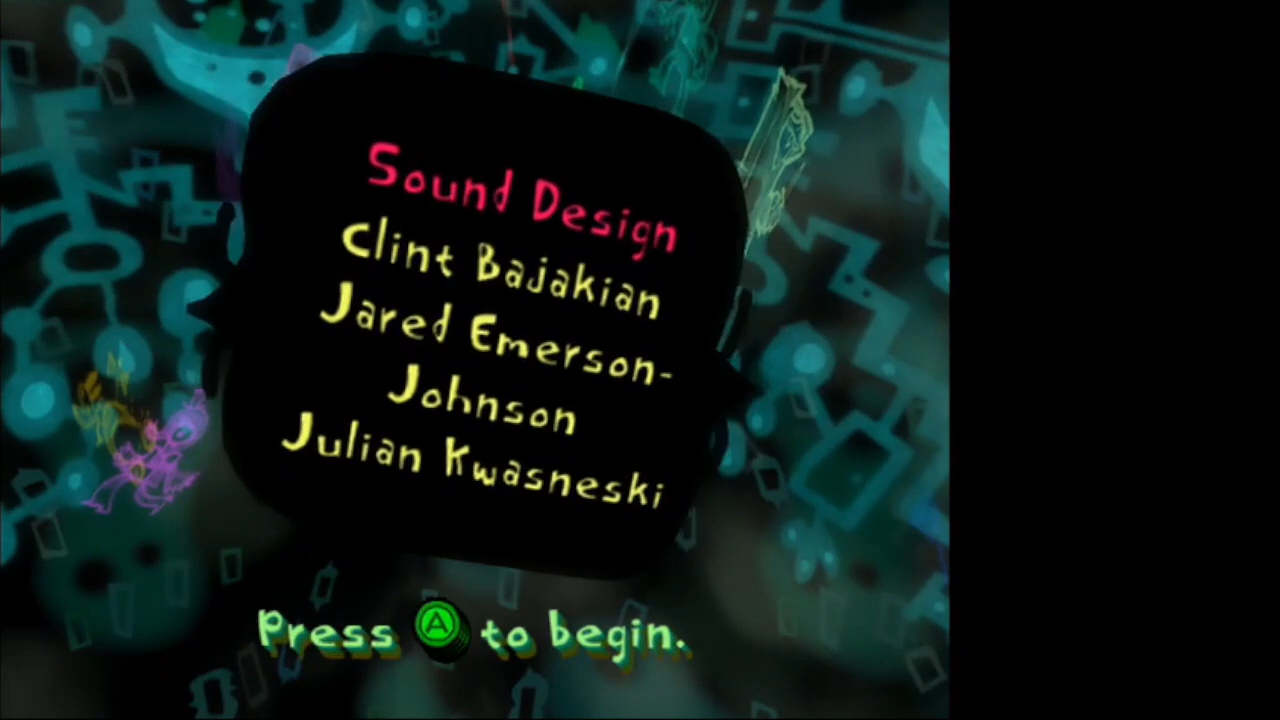 Sound Design
Clint Bajakian
Jared Emerson-
Johnson
Julian Kwasneski
Press A to begin.